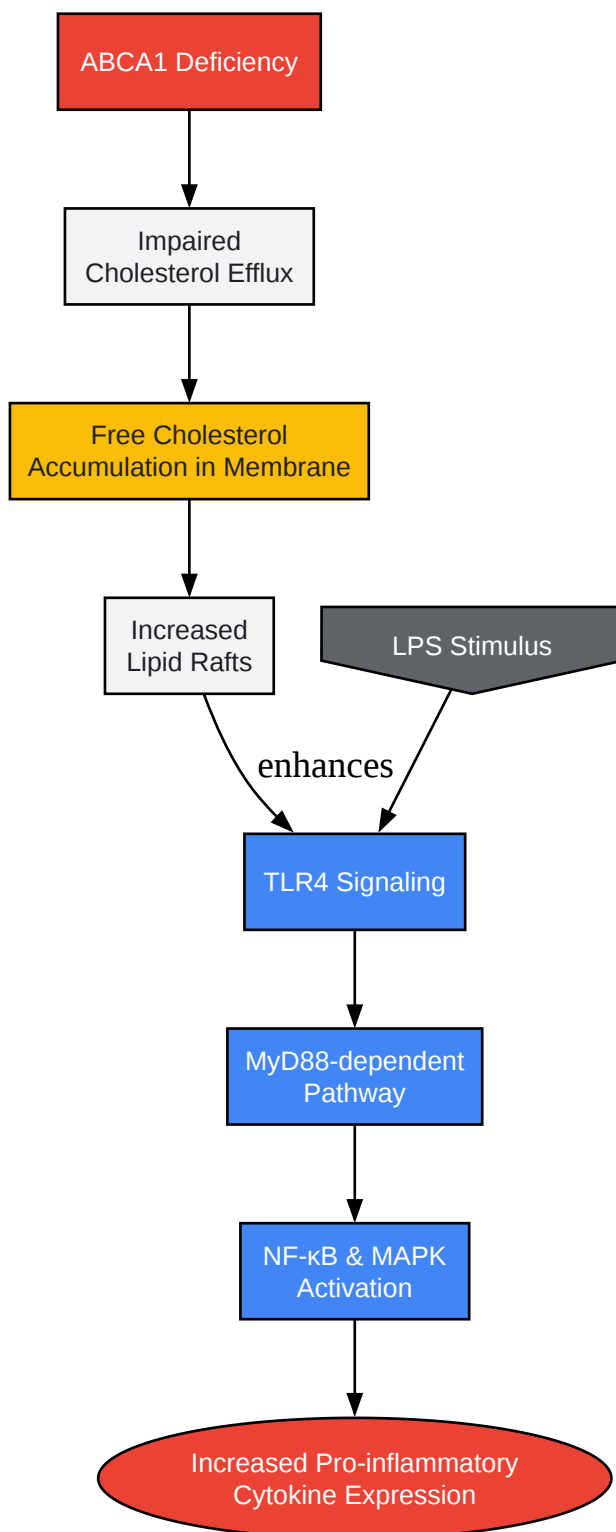 ABCA1 Deficiency
Impaired
Cholesterol Efflux
Free Cholesterol
Accumulation in Membrane
Increased
Lipid Rafts
LPS Stimulus
enhances
TLR4 Signaling
MyD88-dependent
Pathway
NF-κB & MAPK
Activation
Increased Pro-inflammatory
Cytokine Expression